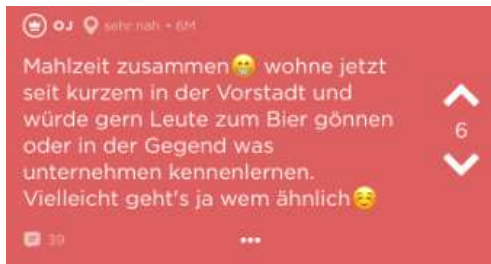 OJ sehr nah • 6M
Mahlzeit zusammen😁 wohne jetzt
seit kurzem in der Vorstadt und
würde gern Leute zum Bier gönnen
oder in der Gegend was
unternehmen kennenlernen.
Vielleicht geht's ja wem ähnlich☺️
6
39